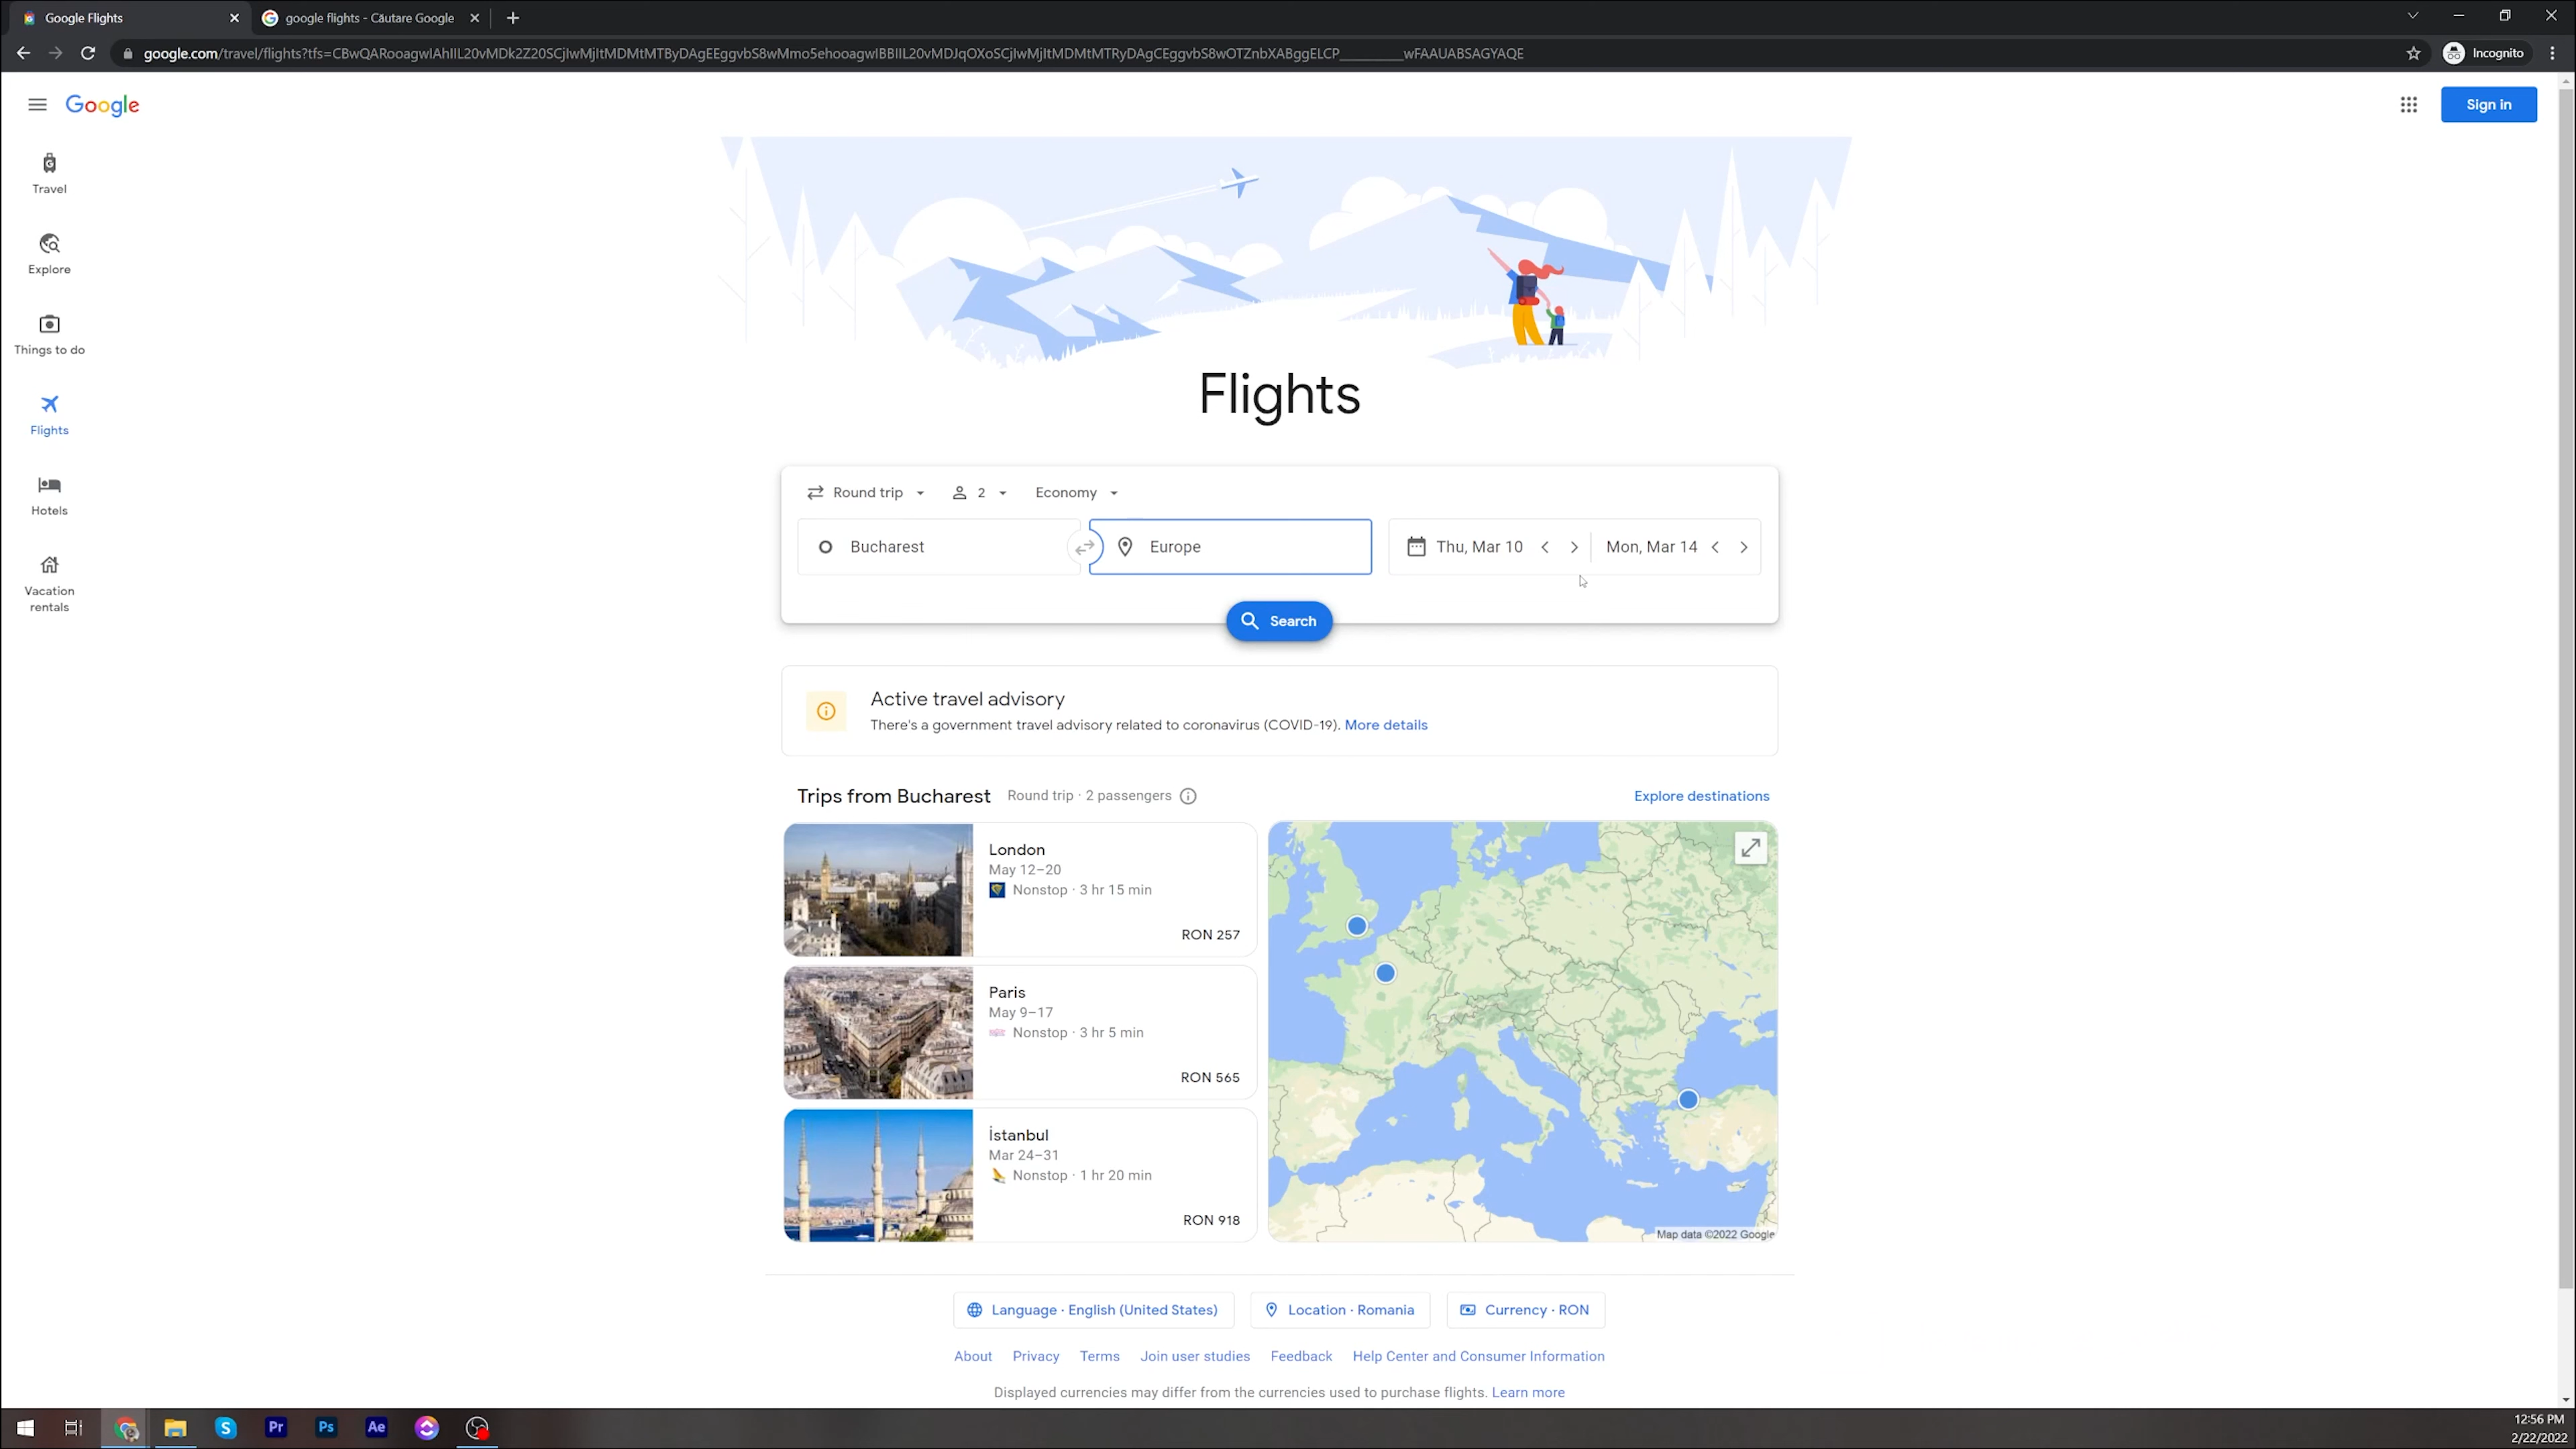 Google Flights
google flights - Căutare Google
google.com/travel/flights?tfs=CBwQARooagwIAhIIL20vMDk2Z20SCjIwMjItMDMtMTByDAgEEggvbS8wMmo5ehooagwIBBIIL20vMDJqOXoSCjIwMjItMDMtMTRyDAgCEggvbS8wOTZnbXABggELCP___________wFAAUABSAGYAQE
Incognito
Google
Sign in
Travel
Explore
Things to do
Flights
Hotels
Vacation
rentals
Flights
Round trip 2 Economy
Bucharest Europe Thu, Mar 10 Mon, Mar 14
Search
Active travel advisory
There's a government travel advisory related to coronavirus (COVID-19). More details
Trips from Bucharest Round trip · 2 passengers Explore destinations
London
May 12–20
Nonstop · 3 hr 15 min
RON 257
Paris
May 9–17
Nonstop · 3 hr 5 min
RON 565
İstanbul
Mar 24–31
Nonstop · 1 hr 20 min
RON 918
Map data ©2022 Google
Language · English (United States) Location · Romania Currency · RON
About Privacy Terms Join user studies Feedback Help Center and Consumer Information
Displayed currencies may differ from the currencies used to purchase flights. Learn more
S Pr Ps Ae
12:56 PM
2/22/2022